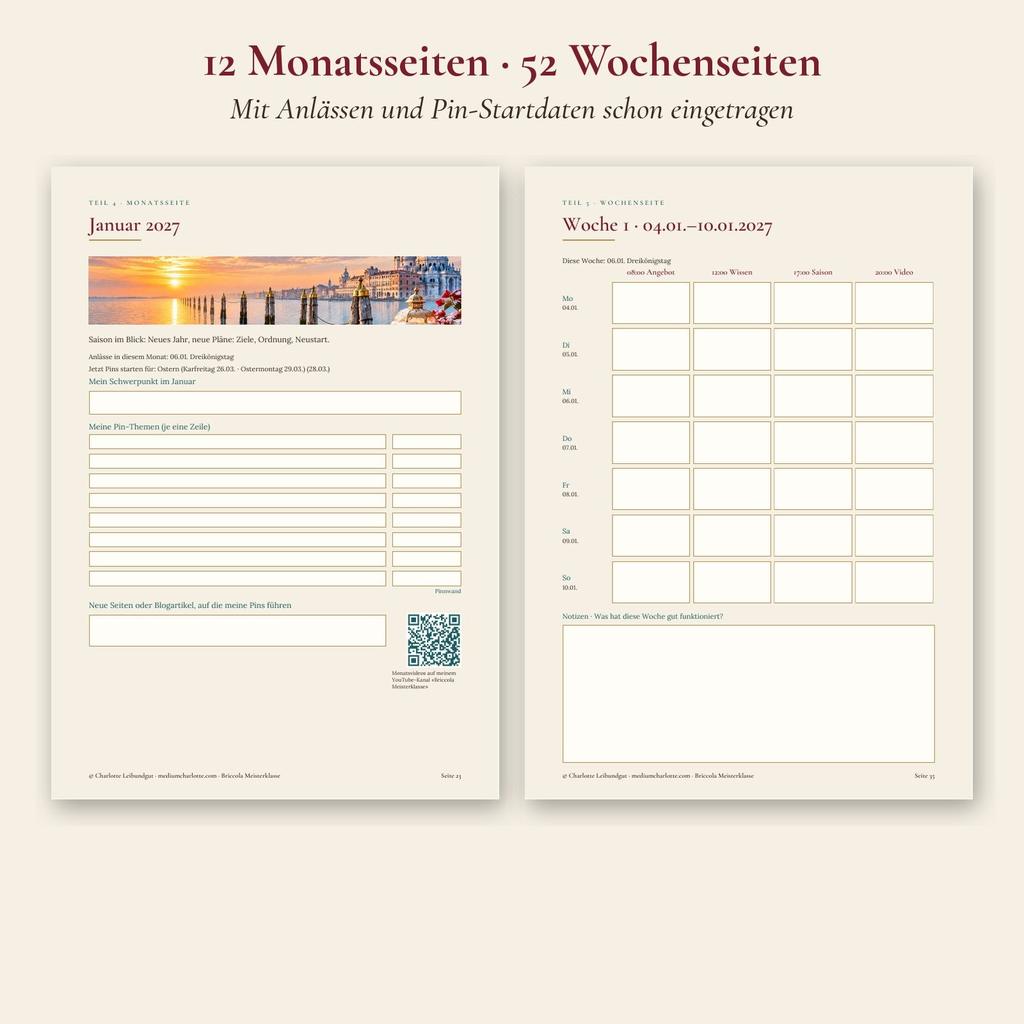 12 Monatsseiten · 52 Wochenseiten
Mit Anlässen und Pin-Startdaten schon eingetragen
TEIL 4 · MONATSSEITE
Januar 2027
Saison im Blick: Neues Jahr, neue Pläne: Ziele, Ordnung, Neustart.
Anlässe in diesem Monat: 06.01. Dreikönigstag
Jetzt Pins starten für: Ostern (Karfreitag 26.03. · Ostermontag 29.03.) (28.03.)
Mein Schwerpunkt im Januar
Meine Pin-Themen (je eine Zeile)
Pinnwand
Neue Seiten oder Blogartikel, auf die meine Pins führen
Monatsvideos auf meinem
YouTube-Kanal «Briccola
Meisterklasse»
© Charlotte Leibundgut · mediumcharlotte.com · Briccola Meisterklasse
Seite 23
TEIL 5 · WOCHENSEITE
Woche 1 · 04.01.–10.01.2027
Diese Woche: 06.01. Dreikönigstag
08:00 Angebot 12:00 Wissen 17:00 Saison 20:00 Video
Mo
04.01.
Di
05.01.
Mi
06.01.
Do
07.01.
Fr
08.01.
Sa
09.01.
So
10.01.
Notizen · Was hat diese Woche gut funktioniert?
© Charlotte Leibundgut · mediumcharlotte.com · Briccola Meisterklasse
Seite 35